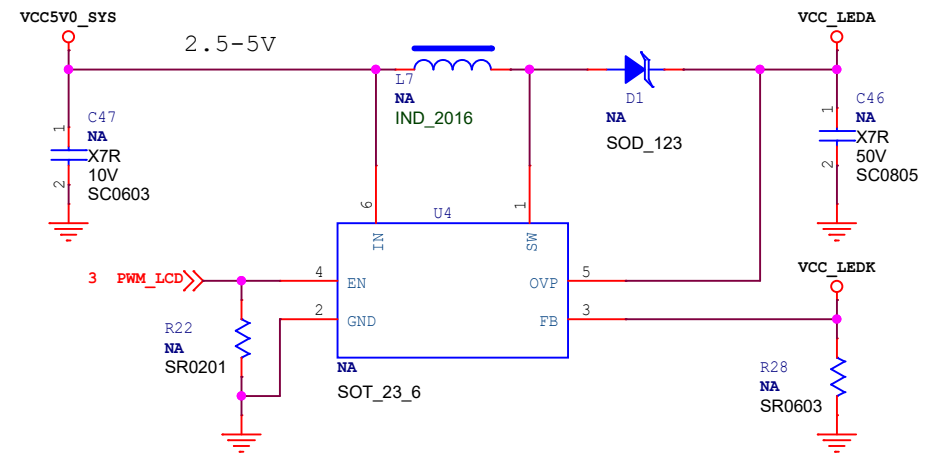 VCC5V0_SYS
VCC_LEDA
2.5-5V
L7
NA
IND_2016
D1
NA
SOD_123
C47
NA
X7R
10V
SC0603
1
2
C46
NA
X7R
50V
SC0805
1
2
6
1
U4
IN
SW
3 PWM_LCD
4
EN
OVP
5
VCC_LEDK
2
GND
FB
3
R22
NA
SR0201
NA
SOT_23_6
R28
NA
SR0603